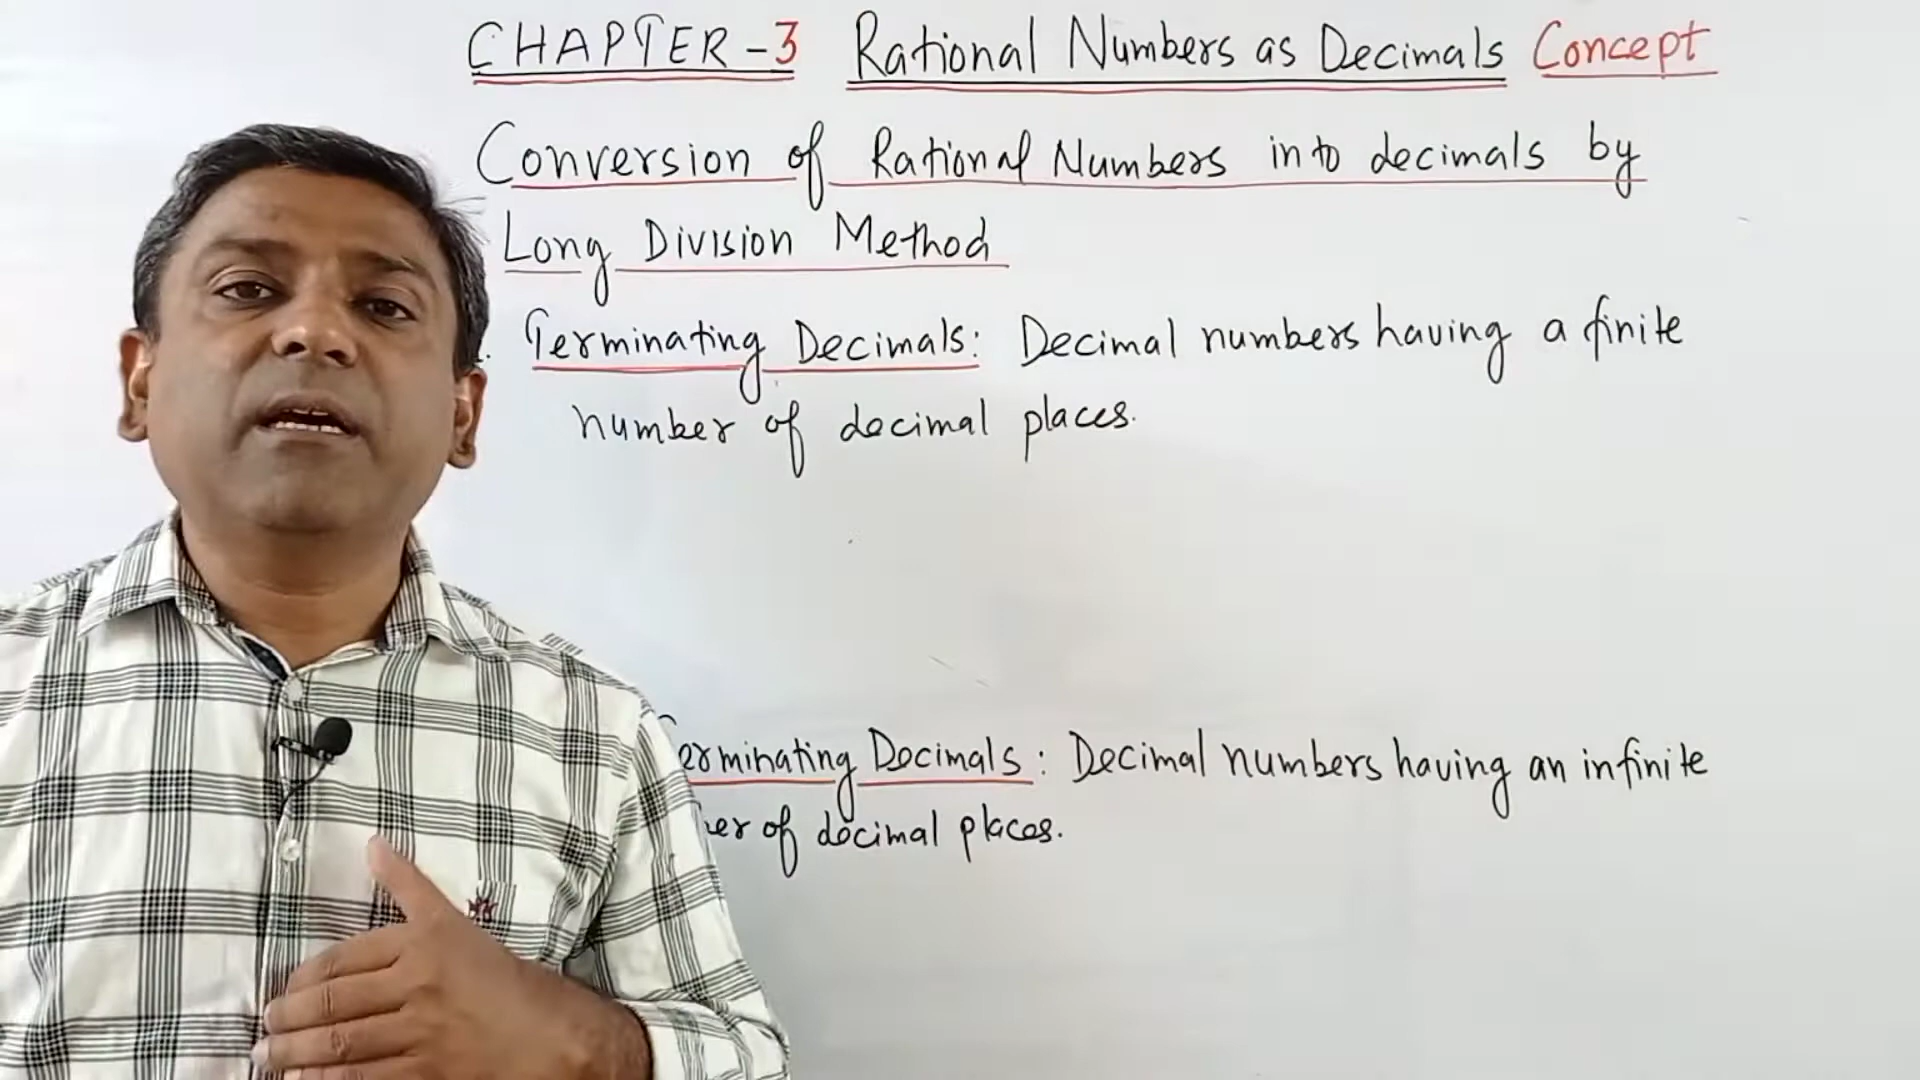 CHAPTER-3 Rational Numbers as Decimals Concept
Conversion of Rational Numbers into decimals by
Long Division Method
Terminating Decimals: Decimal numbers having a finite
number of decimal places.
erminating Decimals: Decimal numbers having an infinite
er of decimal places.